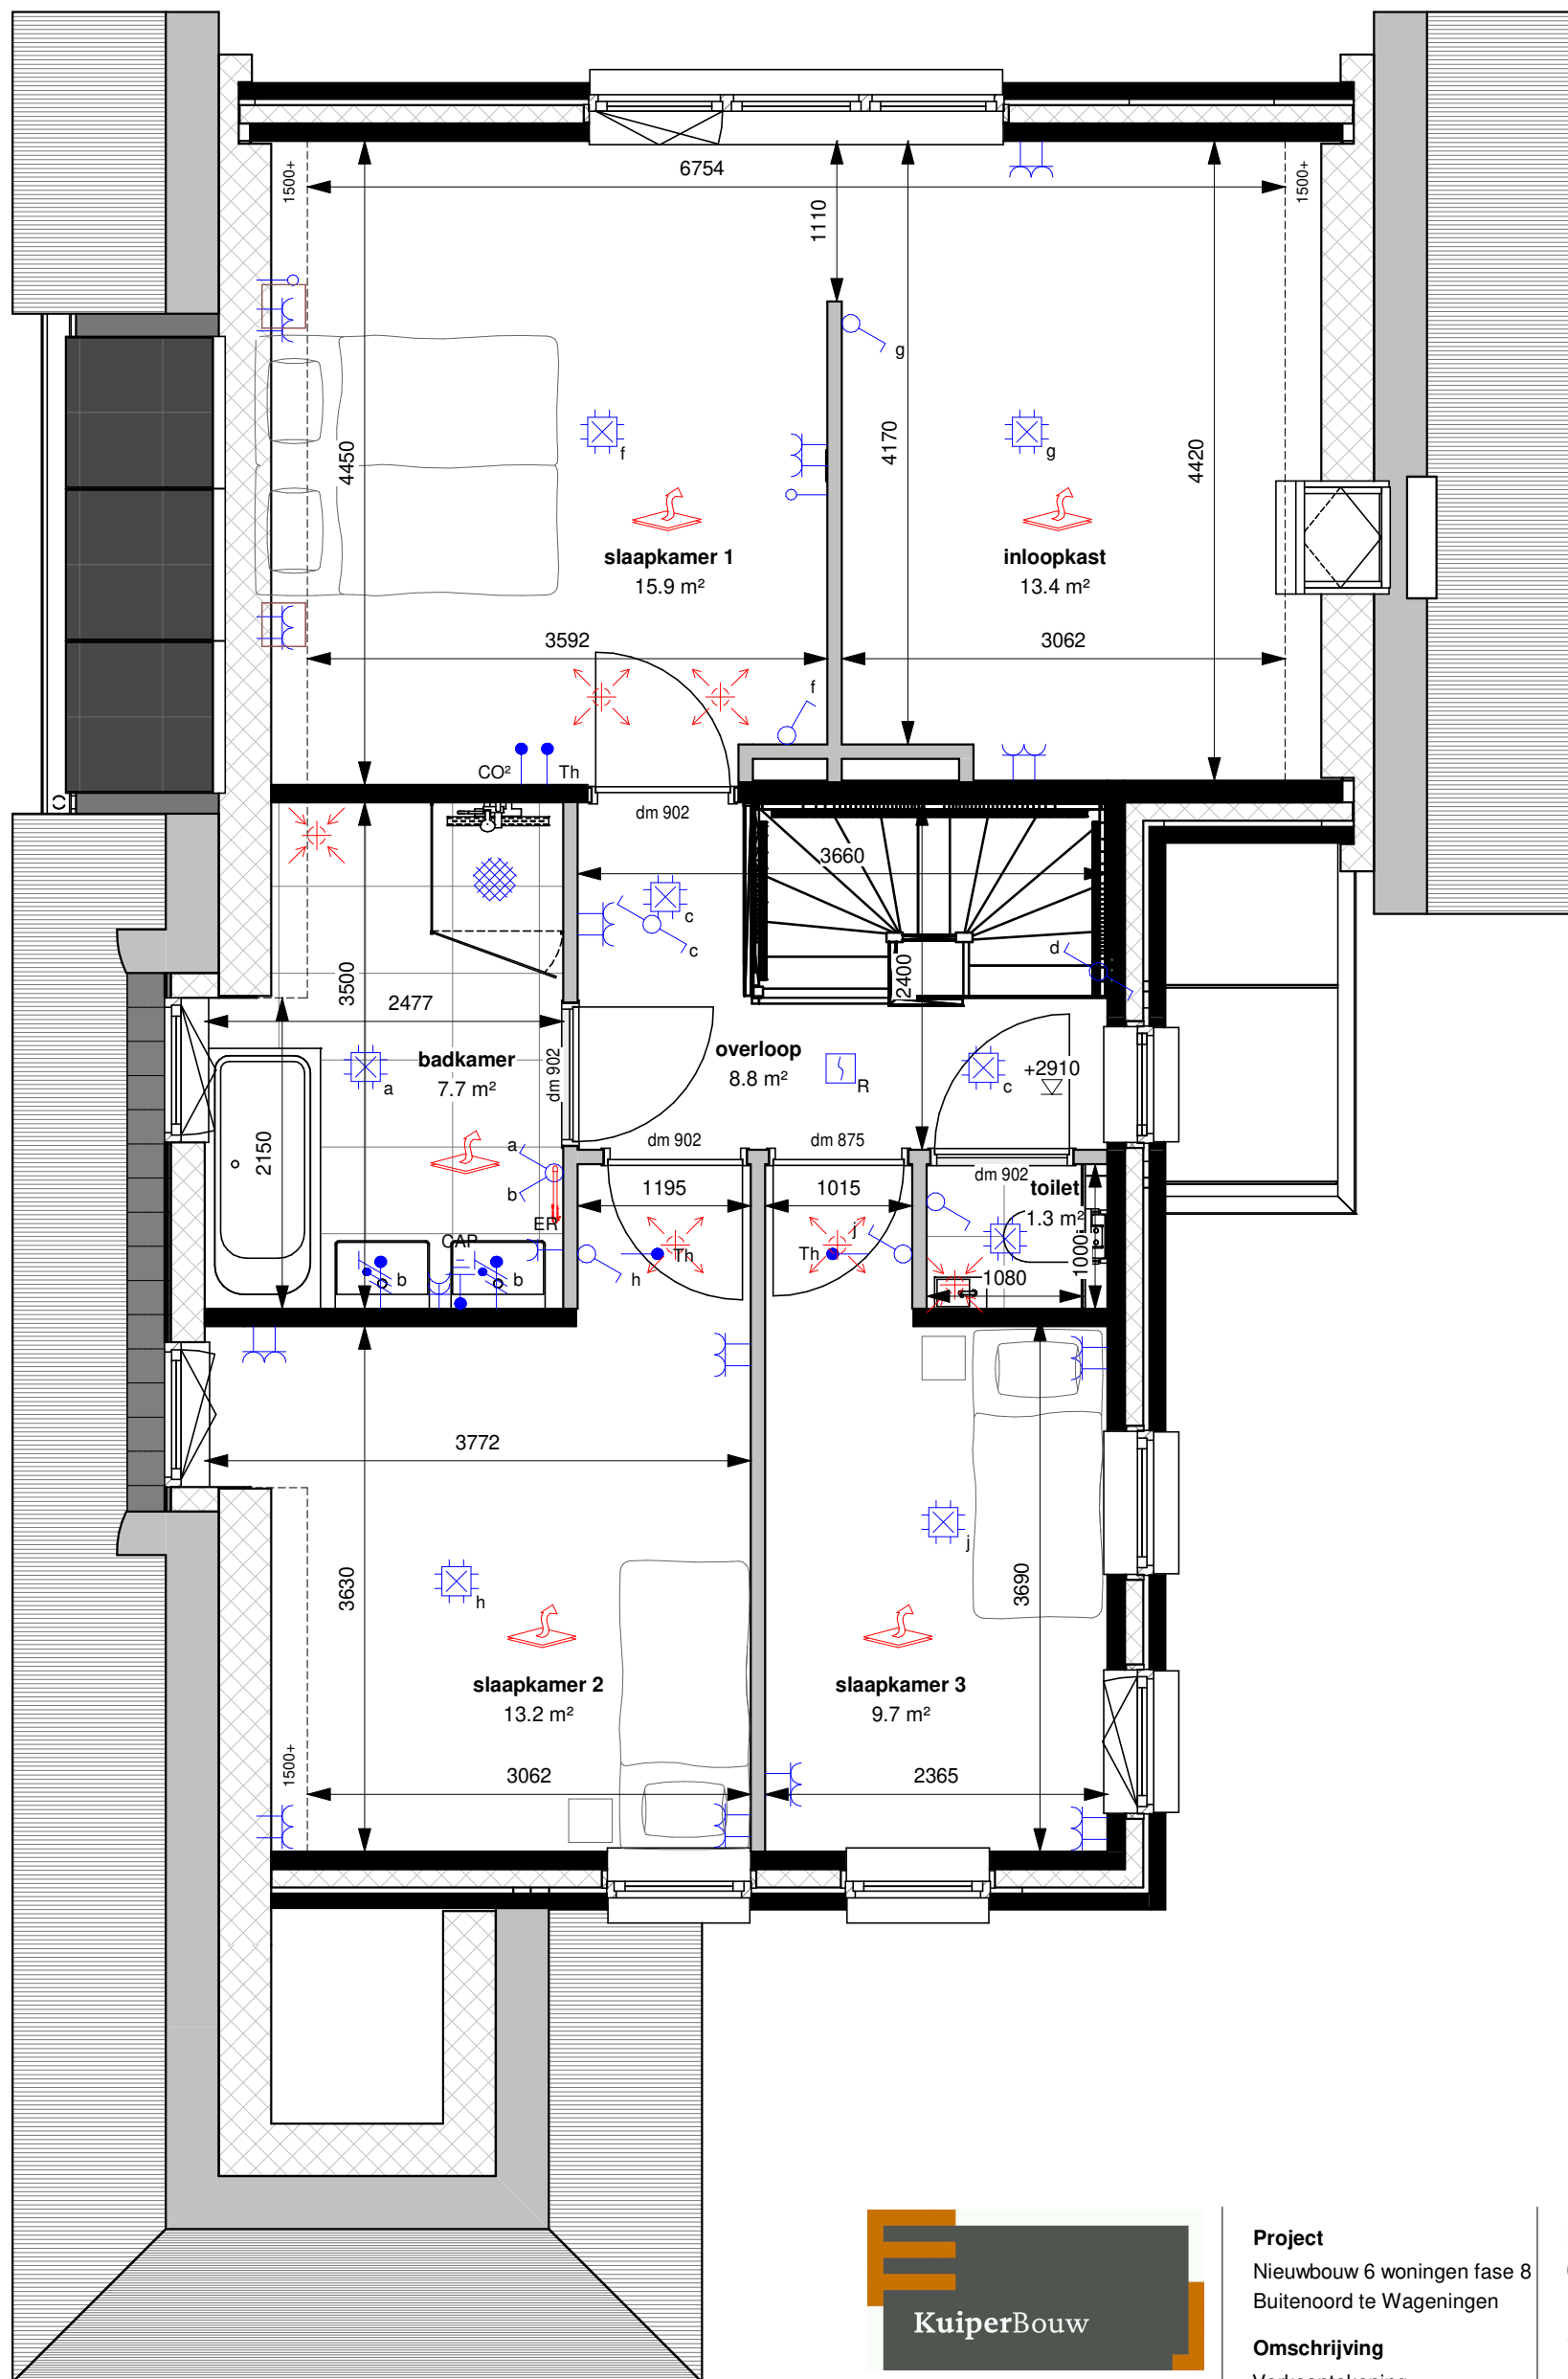 6754
1500+
1500+
1110
g
4450
f
4170
g
4420
slaapkamer 1
15.9 m²
inloopkast
13.4 m²
3592
3062
f
CO²
Th
dm 902
3660
c
c
d
3500
2477
2400
badkamer
7.7 m²
a
dm 902
overloop
8.8 m²
R
c
+2910
2150
a
b
dm 902
dm 875
dm 902
toilet
1.3 m²
1195
1015
1000
ER
CAP
j
Th
Th
h
b
b
1080
3772
3630
h
j
3690
slaapkamer 2
13.2 m²
slaapkamer 3
9.7 m²
1500+
3062
2365
KuiperBouw
Project
Nieuwbouw 6 woningen fase 8
Buitenoord te Wageningen
Omschrijving